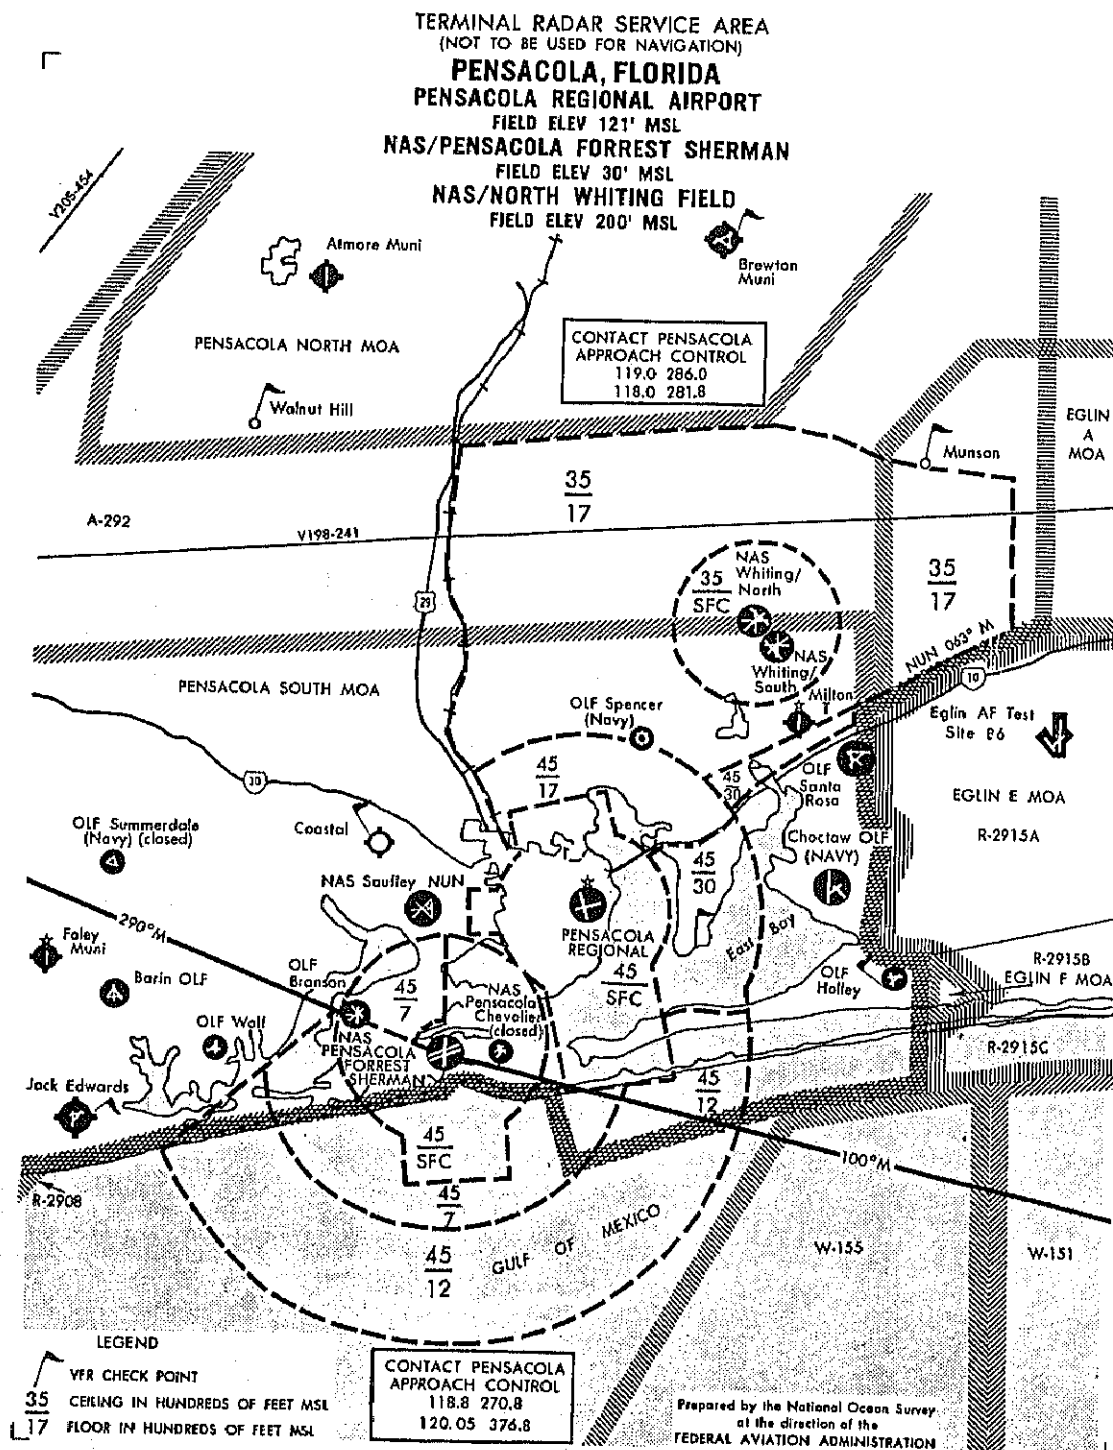 TERMINAL RADAR SERVICE AREA
(NOT TO BE USED FOR NAVIGATION)
PENSACOLA, FLORIDA
PENSACOLA REGIONAL AIRPORT
FIELD ELEV 121' MSL
NAS/PENSACOLA FORREST SHERMAN
FIELD ELEV 30' MSL
NAS/NORTH WHITING FIELD
FIELD ELEV 200' MSL
V205-454
Atmore Muni
Brewton
Muni
PENSACOLA NORTH MOA
CONTACT PENSACOLA
APPROACH CONTROL
119.0 286.0
118.0 281.8
Walnut Hill
EGLIN
A
MOA
Munson
35
17
A-292
V198-241
35
SFC
NAS
Whiting/
North
35
17
29
NUN 063° M
NAS
Whiting/
South
10
PENSACOLA SOUTH MOA
OLF Spencer
(Navy)
Milton
T
Eglin AF Test
Site B6
45
17
45
30
OLF
Santa
Rosa
30
EGLIN E MOA
R-2915A
OLF Summerdale
(Navy) (closed)
Coastal
Choctaw OLF
(NAVY)
45
30
NAS Saufley NUN
290°M
PENSACOLA
REGIONAL
East Bay
Foley
Muni
Barin OLF
OLF
Bronson
45
7
NAS
Pensacola
Chevalier
(closed)
45
SFC
OLF
Holley
R-2915B
EGLIN F MOA
OLF Wolf
NAS
PENSACOLA
FORREST
SHERMAN
R-2915C
Jack Edwards
45
12
45
SFC
100°M
R-2908
45
7
GULF OF MEXICO
45
12
W-155
W-151
LEGEND
VFR CHECK POINT
35 CEILING IN HUNDREDS OF FEET MSL
17 FLOOR IN HUNDREDS OF FEET MSL
CONTACT PENSACOLA
APPROACH CONTROL
118.8 270.8
120.05 376.8
Prepared by the National Ocean Survey
at the direction of the
FEDERAL AVIATION ADMINISTRATION